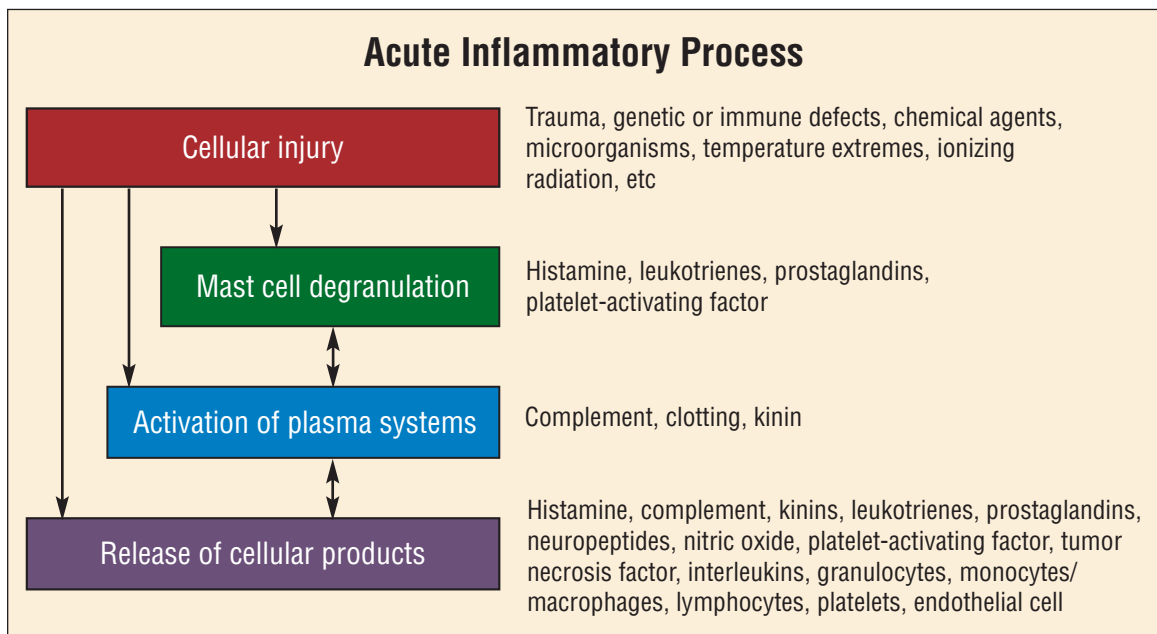 Acute Inflammatory Process
Cellular injury
Trauma, genetic or immune defects, chemical agents,
microorganisms, temperature extremes, ionizing
radiation, etc
Mast cell degranulation
Histamine, leukotrienes, prostaglandins,
platelet-activating factor
Activation of plasma systems
Complement, clotting, kinin
Release of cellular products
Histamine, complement, kinins, leukotrienes, prostaglandins,
neuropeptides, nitric oxide, platelet-activating factor, tumor
necrosis factor, interleukins, granulocytes, monocytes/
macrophages, lymphocytes, platelets, endothelial cell